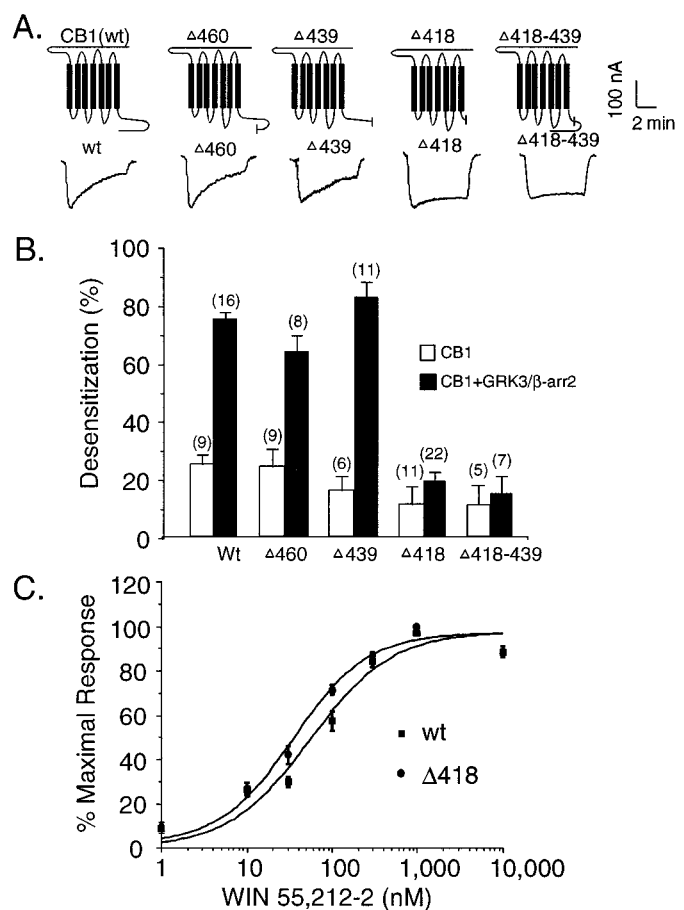 A.
CB1(wt) Δ460 Δ439 Δ418 Δ418-439
100 nA
2 min
wt Δ460 Δ439 Δ418 Δ418-439
B.
Desensitization (%)
100
80
60
40
20
0
(9) (16) (9) (8) (6) (11) (11) (22) (5) (7)
CB1
CB1+GRK3/β-arr2
Wt Δ460 Δ439 Δ418 Δ418-439
C.
% Maximal Response
120
100
80
60
40
20
0
wt
Δ418
1 10 100 1,000 10,000
WIN 55,212-2 (nM)